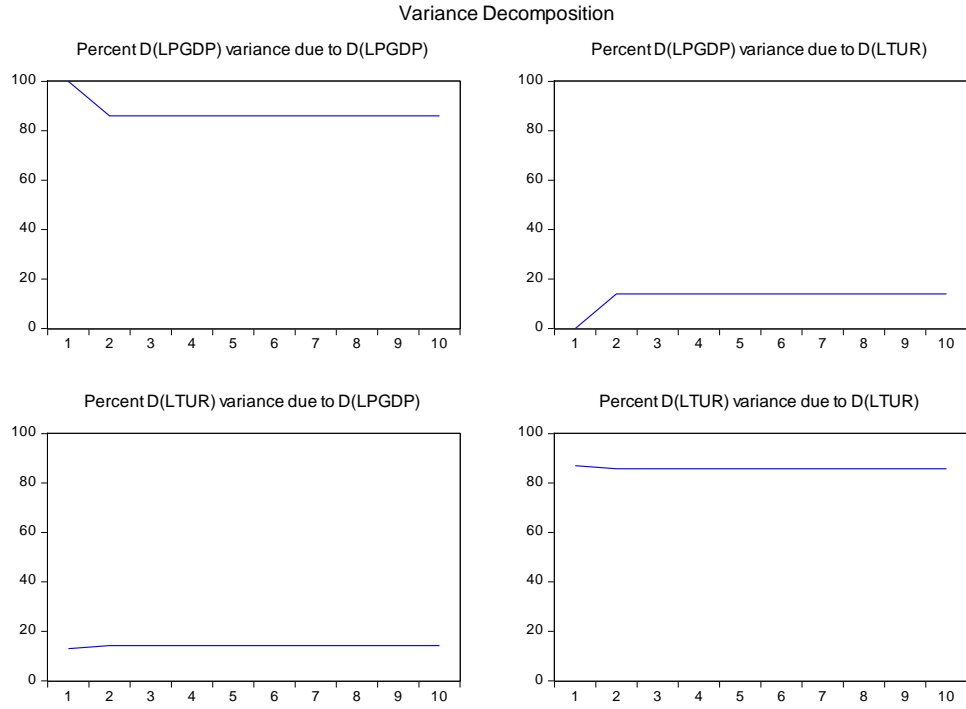 Variance Decomposition
Percent D(LPGDP) variance due to D(LPGDP)
100
80
60
40
20
0
1 2 3 4 5 6 7 8 9 10
Percent D(LPGDP) variance due to D(LTUR)
100
80
60
40
20
0
1 2 3 4 5 6 7 8 9 10
Percent D(LTUR) variance due to D(LPGDP)
100
80
60
40
20
0
1 2 3 4 5 6 7 8 9 10
Percent D(LTUR) variance due to D(LTUR)
100
80
60
40
20
0
1 2 3 4 5 6 7 8 9 10